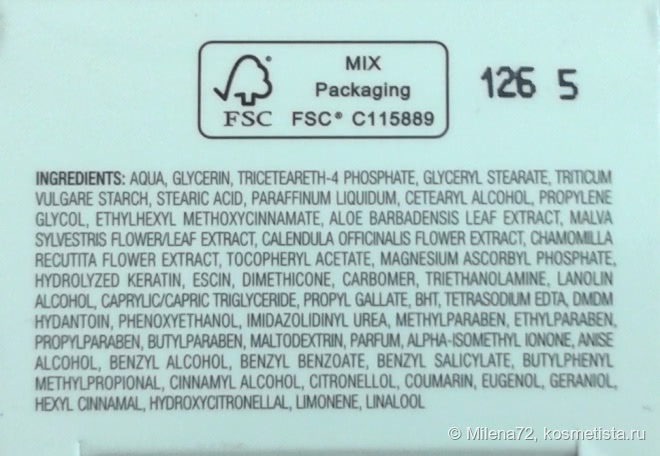 MIX
Packaging
FSC FSC® C115889
126 5
INGREDIENTS: AQUA, GLYCERIN, TRICETEARETH-4 PHOSPHATE, GLYCERYL STEARATE, TRITICUM
VULGARE STARCH, STEARIC ACID, PARAFFINUM LIQUIDUM, CETEARYL ALCOHOL, PROPYLENE
GLYCOL, ETHYLHEXYL METHOXYCINNAMATE, ALOE BARBADENSIS LEAF EXTRACT, MALVA
SYLVESTRIS FLOWER/LEAF EXTRACT, CALENDULA OFFICINALIS FLOWER EXTRACT, CHAMOMILLA
RECUTITA FLOWER EXTRACT, TOCOPHERYL ACETATE, MAGNESIUM ASCORBYL PHOSPHATE,
HYDROLYZED KERATIN, ESCIN, DIMETHICONE, CARBOMER, TRIETHANOLAMINE, LANOLIN
ALCOHOL, CAPRYLIC/CAPRIC TRIGLYCERIDE, PROPYL GALLATE, BHT, TETRASODIUM EDTA, DMDM
HYDANTOIN, PHENOXYETHANOL, IMIDAZOLIDINYL UREA, METHYLPARABEN, ETHYLPARABEN,
PROPYLPARABEN, BUTYLPARABEN, MALTODEXTRIN, PARFUM, ALPHA-ISOMETHYL IONONE, ANISE
ALCOHOL, BENZYL ALCOHOL, BENZYL BENZOATE, BENZYL SALICYLATE, BUTYLPHENYL
METHYLPROPIONAL, CINNAMYL ALCOHOL, CITRONELLOL, COUMARIN, EUGENOL, GERANIOL,
HEXYL CINNAMAL, HYDROXYCITRONELLAL, LIMONENE, LINALOOL
© Milena72, kosmetista.ru